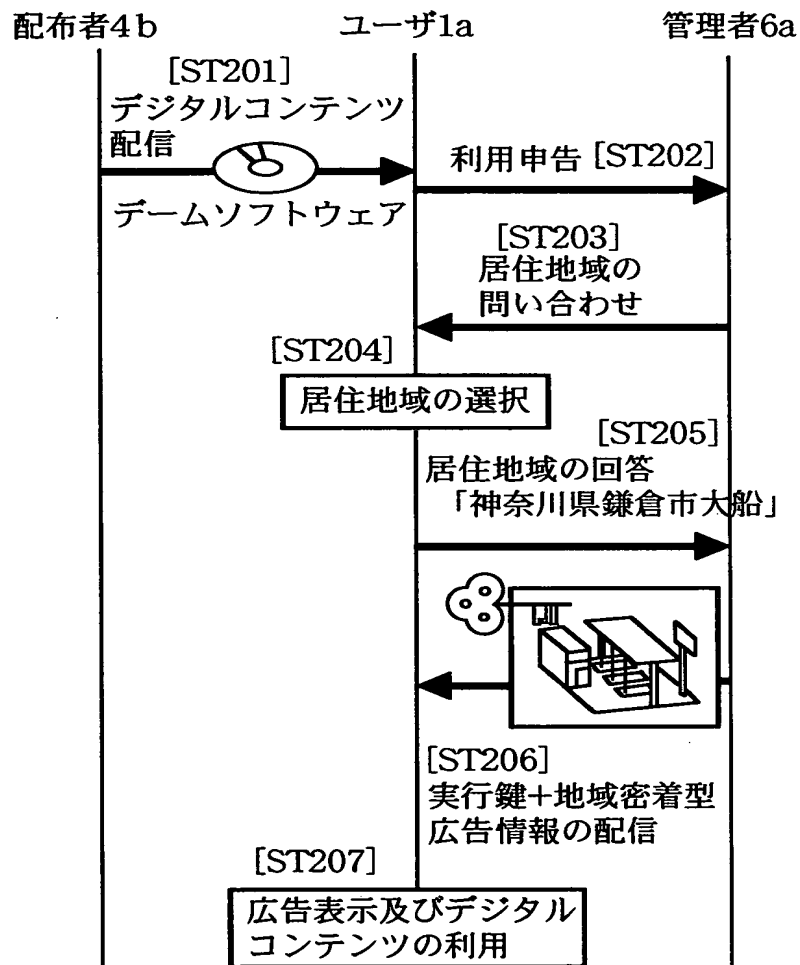 配布者4b
ユーザ1a
管理者6a
[ST201]
デジタルコンテンツ
配信
デームソフトウェア
利用申告 [ST202]
[ST203]
居住地域の
問い合わせ
[ST204]
居住地域の選択
[ST205]
居住地域の回答
「神奈川県鎌倉市大船」
[ST206]
実行鍵+地域密着型
広告情報の配信
[ST207]
広告表示及びデジタル
コンテンツの利用